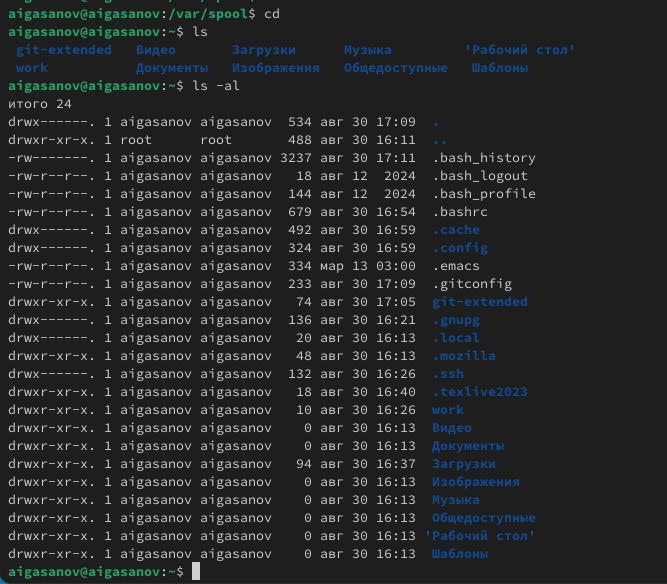 aigasanov@aigasanov:/var/spool$ cd
aigasanov@aigasanov:~$ ls
git-extended Видео Загрузки Музыка 'Рабочий стол'
work Документы Изображения Общедоступные Шаблоны
aigasanov@aigasanov:~$ ls -al
итого 24
drwx------. 1 aigasanov aigasanov 534 авг 30 17:09 .
drwxr-xr-x. 1 root root 488 авг 30 16:11 ..
-rw-------. 1 aigasanov aigasanov 3237 авг 30 17:11 .bash_history
-rw-r--r--. 1 aigasanov aigasanov 18 авг 12 2024 .bash_logout
-rw-r--r--. 1 aigasanov aigasanov 144 авг 12 2024 .bash_profile
-rw-r--r--. 1 aigasanov aigasanov 679 авг 30 16:54 .bashrc
drwx------. 1 aigasanov aigasanov 492 авг 30 16:59 .cache
drwx------. 1 aigasanov aigasanov 324 авг 30 16:59 .config
-rw-r--r--. 1 aigasanov aigasanov 334 мар 13 03:00 .emacs
-rw-r--r--. 1 aigasanov aigasanov 233 авг 30 17:09 .gitconfig
drwxr-xr-x. 1 aigasanov aigasanov 74 авг 30 17:05 git-extended
drwx------. 1 aigasanov aigasanov 136 авг 30 16:21 .gnupg
drwx------. 1 aigasanov aigasanov 20 авг 30 16:13 .local
drwxr-xr-x. 1 aigasanov aigasanov 48 авг 30 16:13 .mozilla
drwx------. 1 aigasanov aigasanov 132 авг 30 16:26 .ssh
drwxr-xr-x. 1 aigasanov aigasanov 18 авг 30 16:40 .texlive2023
drwxr-xr-x. 1 aigasanov aigasanov 10 авг 30 16:26 work
drwxr-xr-x. 1 aigasanov aigasanov 0 авг 30 16:13 Видео
drwxr-xr-x. 1 aigasanov aigasanov 0 авг 30 16:13 Документы
drwxr-xr-x. 1 aigasanov aigasanov 94 авг 30 16:37 Загрузки
drwxr-xr-x. 1 aigasanov aigasanov 0 авг 30 16:13 Изображения
drwxr-xr-x. 1 aigasanov aigasanov 0 авг 30 16:13 Музыка
drwxr-xr-x. 1 aigasanov aigasanov 0 авг 30 16:13 Общедоступные
drwxr-xr-x. 1 aigasanov aigasanov 0 авг 30 16:13 'Рабочий стол'
drwxr-xr-x. 1 aigasanov aigasanov 0 авг 30 16:13 Шаблоны
aigasanov@aigasanov:~$